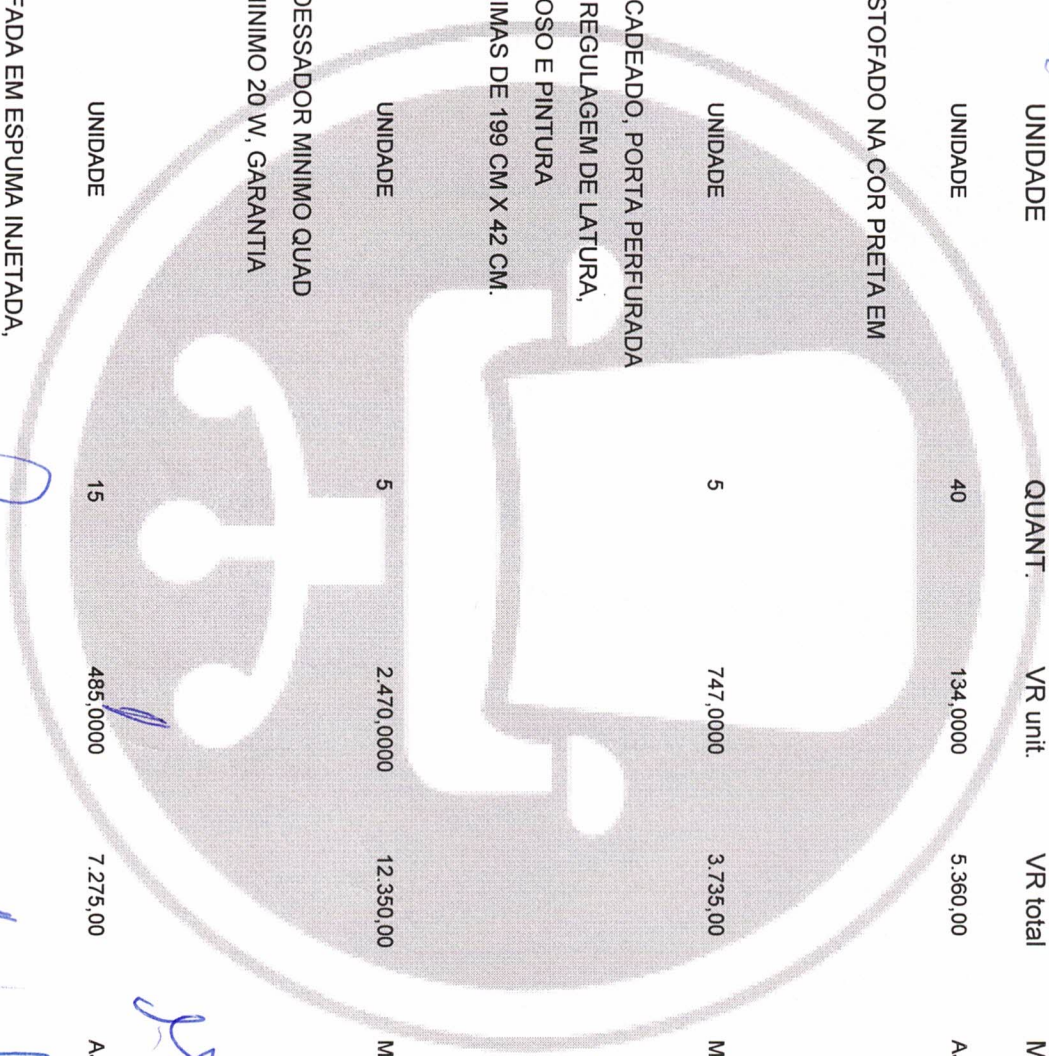 UNIDADE QUANT. VR unit. VR total M
UNIDADE 40 134,0000 5.360,00 A
STOFADO NA COR PRETA EM
UNIDADE 5 747,0000 3.735,00 M
CADEADO, PORTA PERFURADA
REGULAGEM DE LATURA,
OSO E PINTURA
IMAS DE 199 CM X 42 CM.
UNIDADE 5 2.470,0000 12.350,00 M
DESSADOR MINIMO QUAD
INIMO 20 W, GARANTIA
UNIDADE 15 485,0000 7.275,00 A
FADA EM ESPUMA INJETADA,